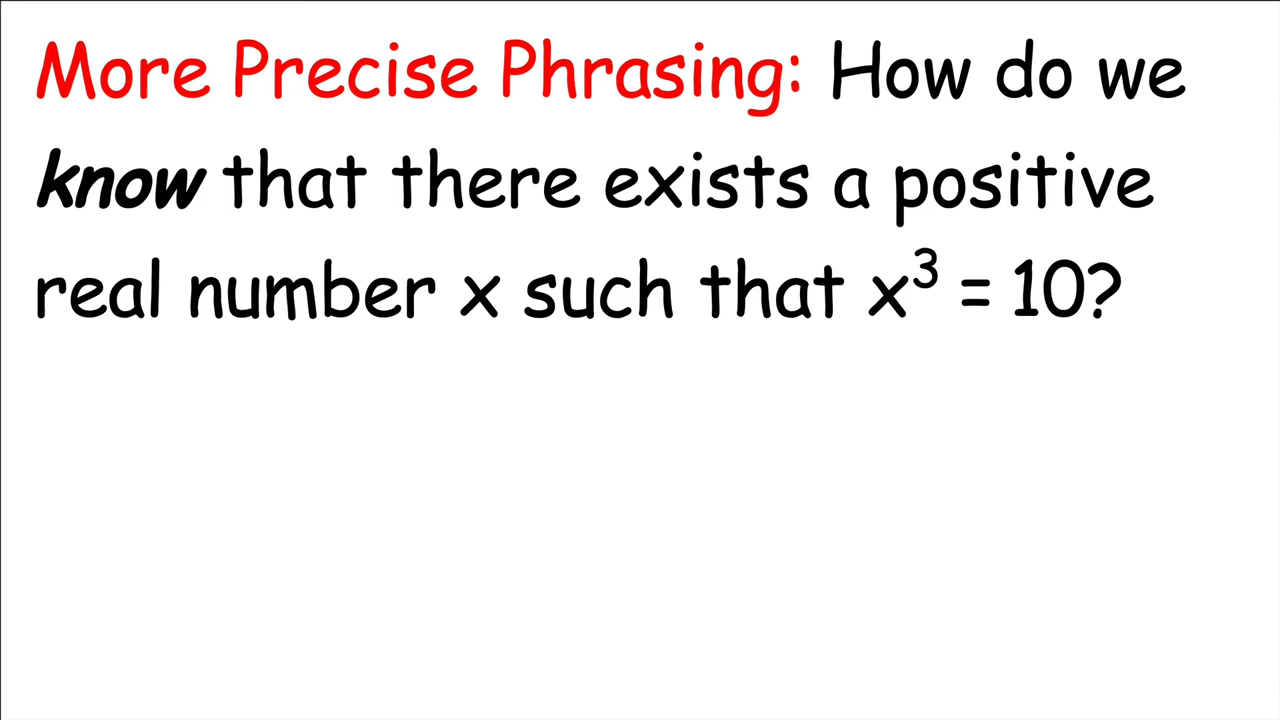 More Precise Phrasing: How do we
know that there exists a positive
real number x such that x³ = 10?